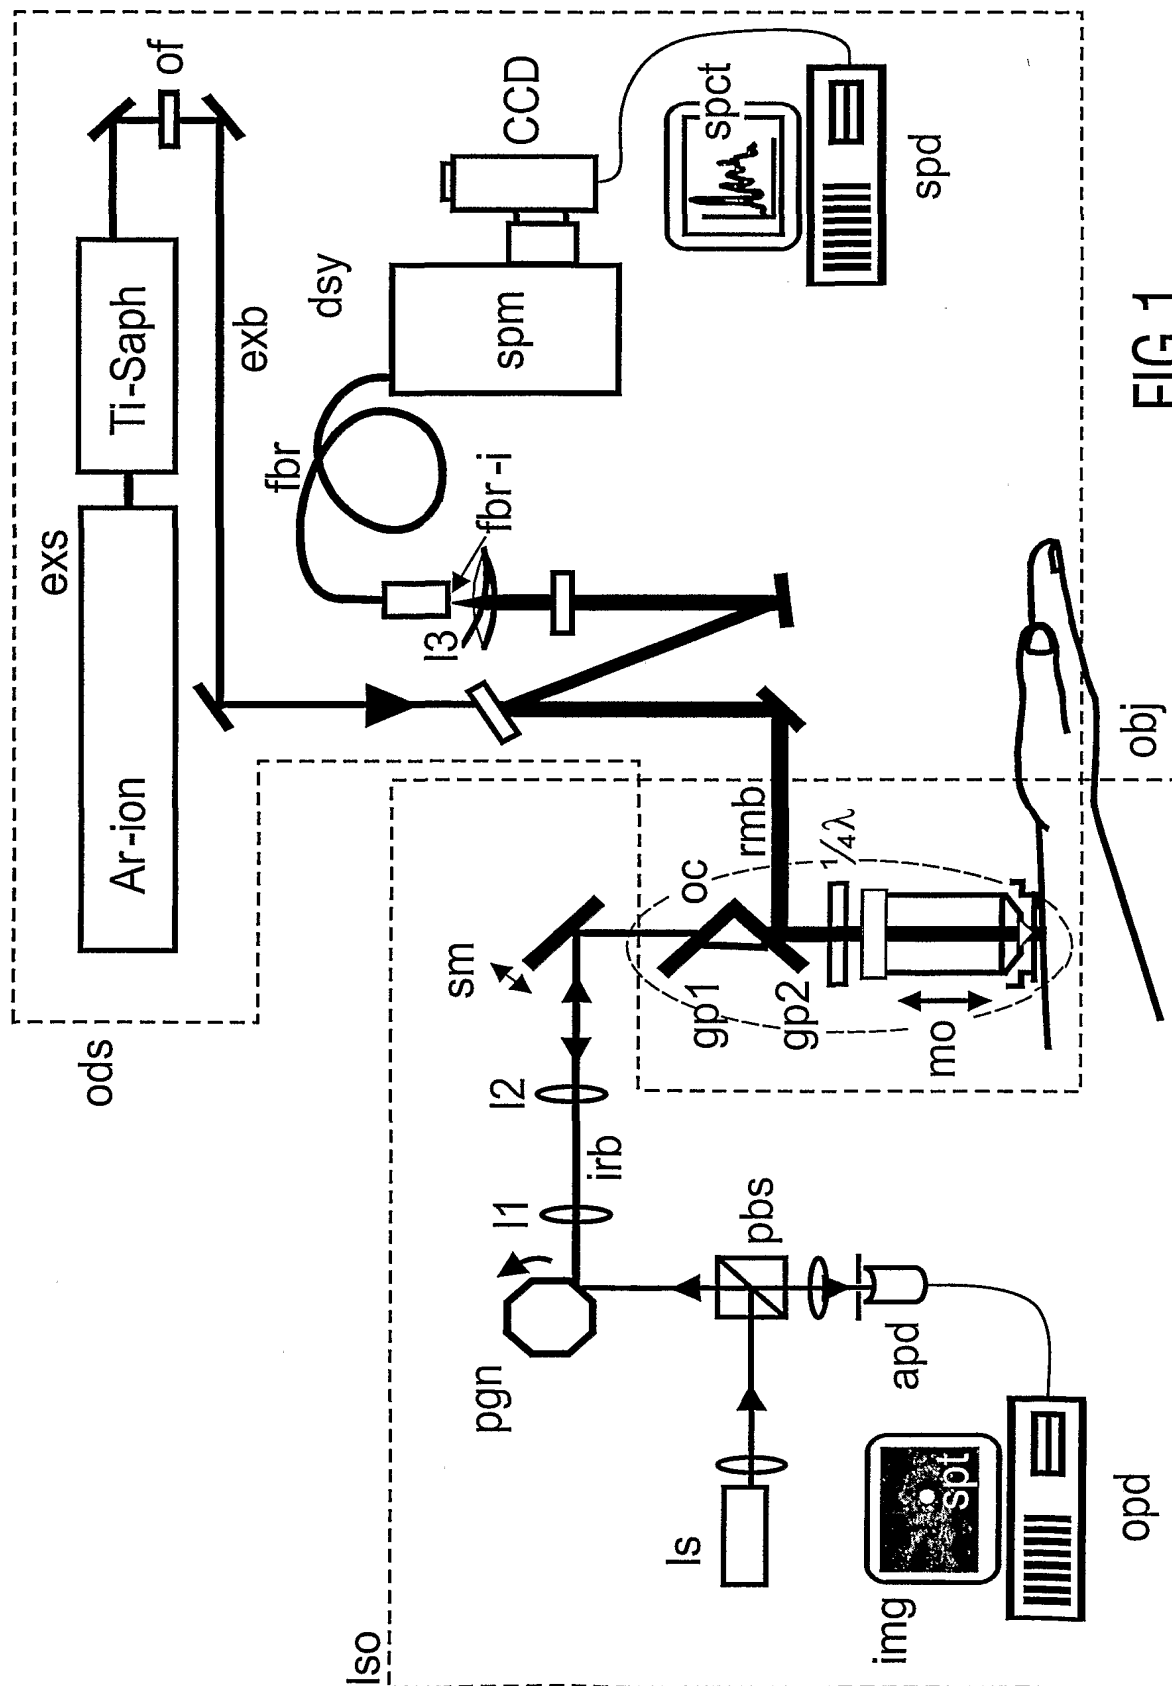 lso
ods
exs
Ar-ion
Ti-Saph
of
exb
dsy
fbr
fbr-i
l3
spm
CCD
spct
spd
sm
l2
l1
irb
pgn
oc
rmb
gp1
gp2
¼λ
mo
pbs
ls
apd
img
spt
opd
obj
FIG.1